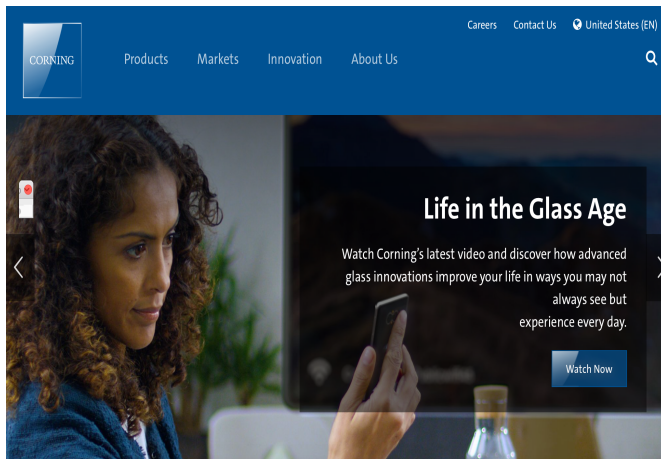 Careers Contact Us United States (EN)
CORNING
Products Markets Innovation About Us
Life in the Glass Age
Watch Corning's latest video and discover how advanced
glass innovations improve your life in ways you may not
always see but
experience every day.
Watch Now